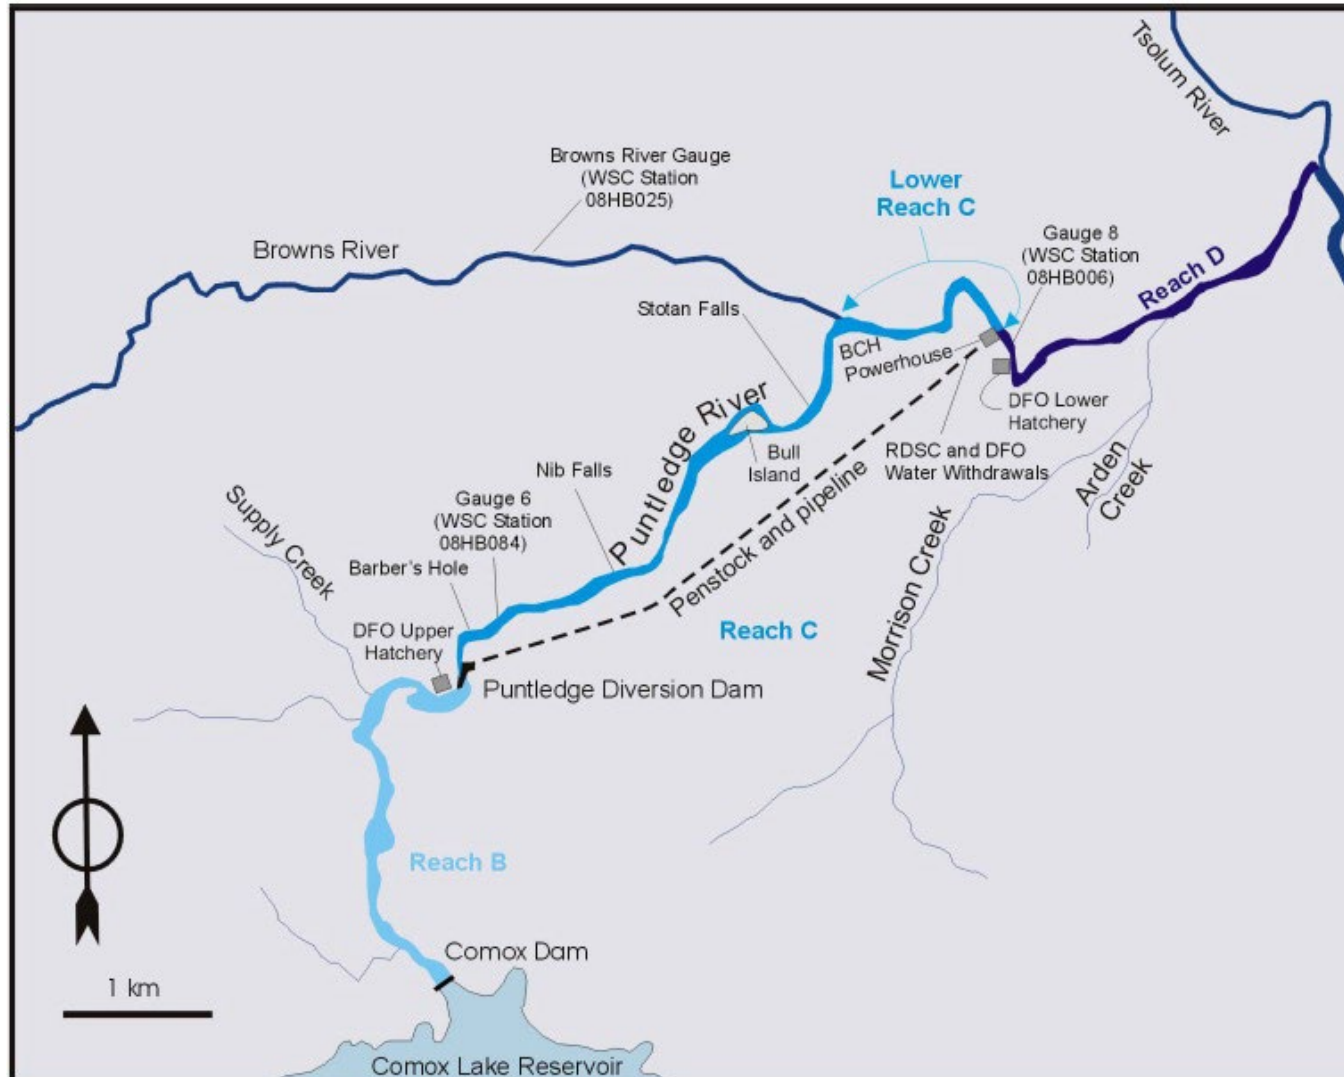 Tsolum River
Browns River Gauge
(WSC Station
08HB025)
Lower
Reach C
Browns River
Gauge 8
(WSC Station
08HB006)
Reach D
Stotan Falls
BCH
Powerhouse
Puntledge River
DFO Lower
Hatchery
Bull
Island
RDSC and DFO
Water Withdrawals
Nib Falls
Arden
Creek
Supply Creek
Gauge 6
(WSC Station
08HB084)
Penstock and pipeline
Barber's Hole
Morrison Creek
DFO Upper
Hatchery
Reach C
Puntledge Diversion Dam
Reach B
Comox Dam
1 km
Comox Lake Reservoir